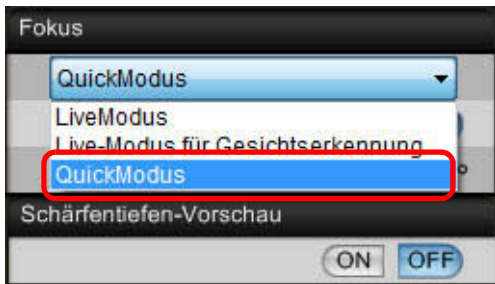 Fokus
QuickModus
LiveModus
Live-Modus für Gesichtserkennung
QuickModus
Schärfentiefen-Vorschau
ON OFF